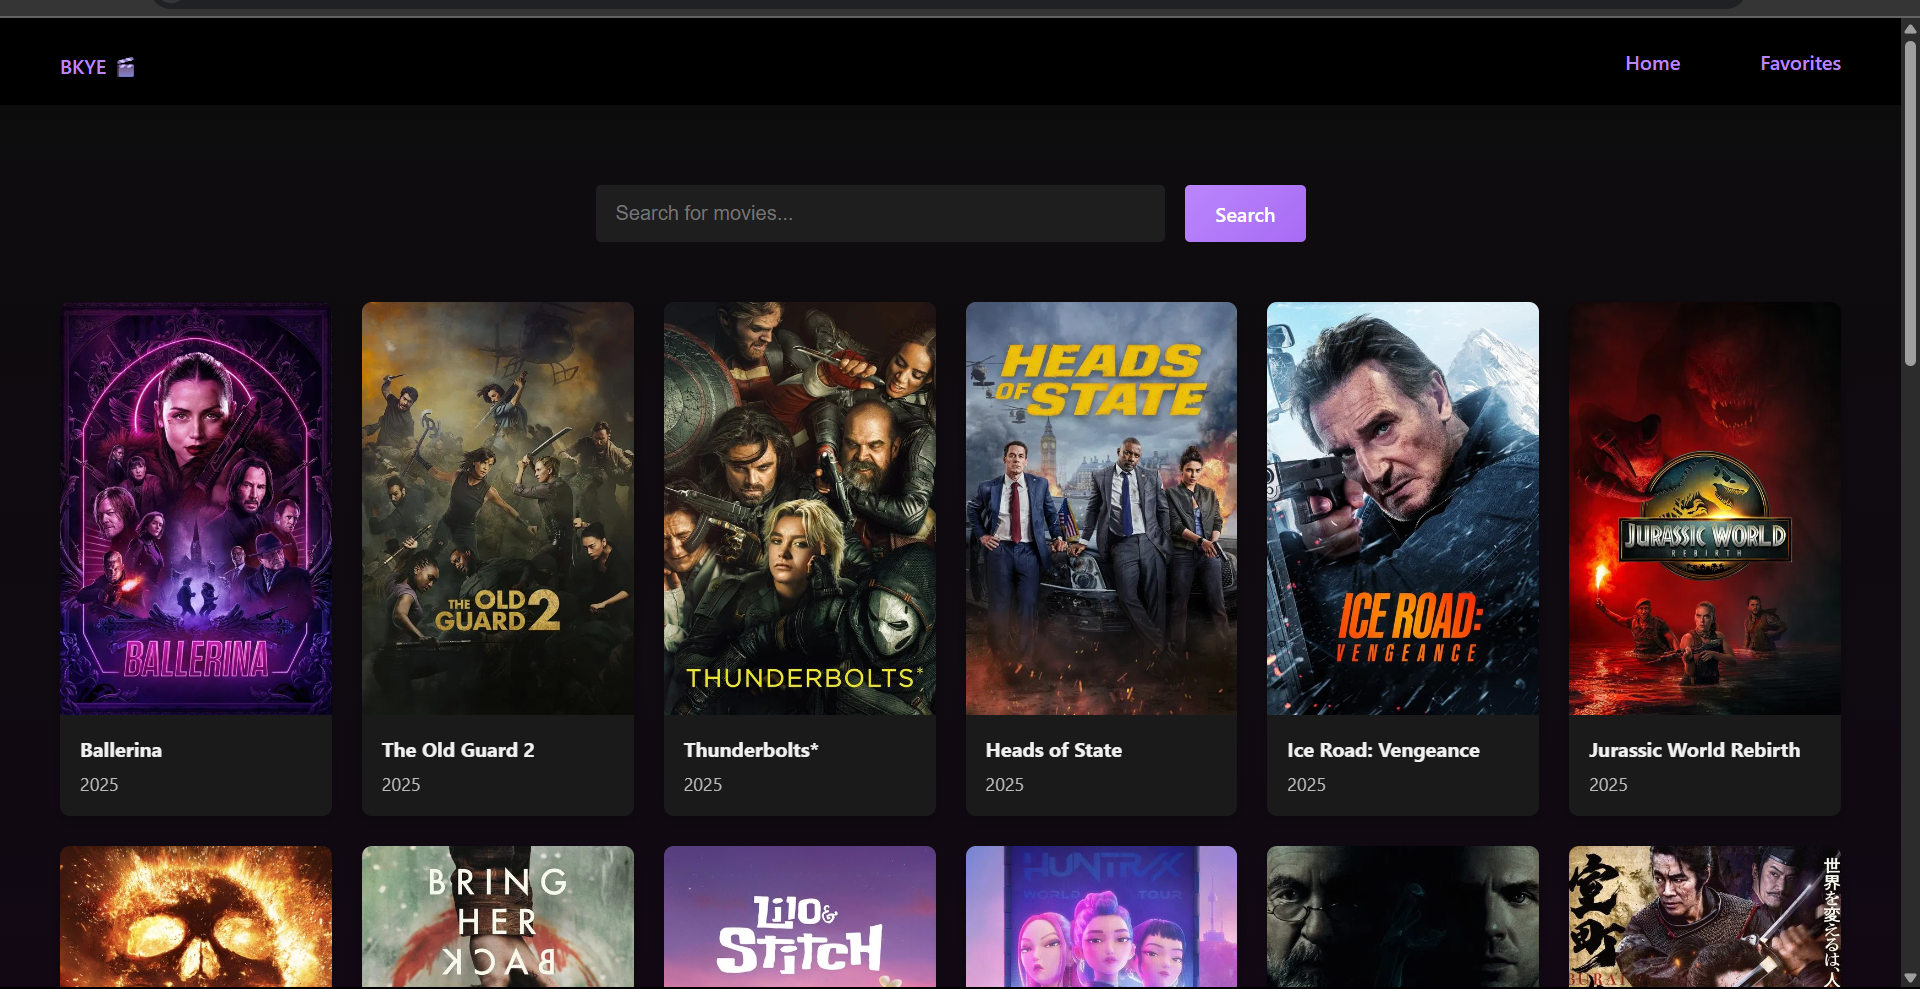 BKYE
Home
Favorites
Search for movies...
Search
BALLERINA
THE OLD
GUARD 2
THUNDERBOLTS*
HEADS
OF STATE
ICE ROAD:
VENGEANCE
JURASSIC WORLD
REBIRTH
Ballerina
2025
The Old Guard 2
2025
Thunderbolts*
2025
Heads of State
2025
Ice Road: Vengeance
2025
Jurassic World Rebirth
2025
BRING
HER
BACK
Lilo &
Stitch
HUNTR/X
WORLD TOUR
室町
世界を変えるは、人